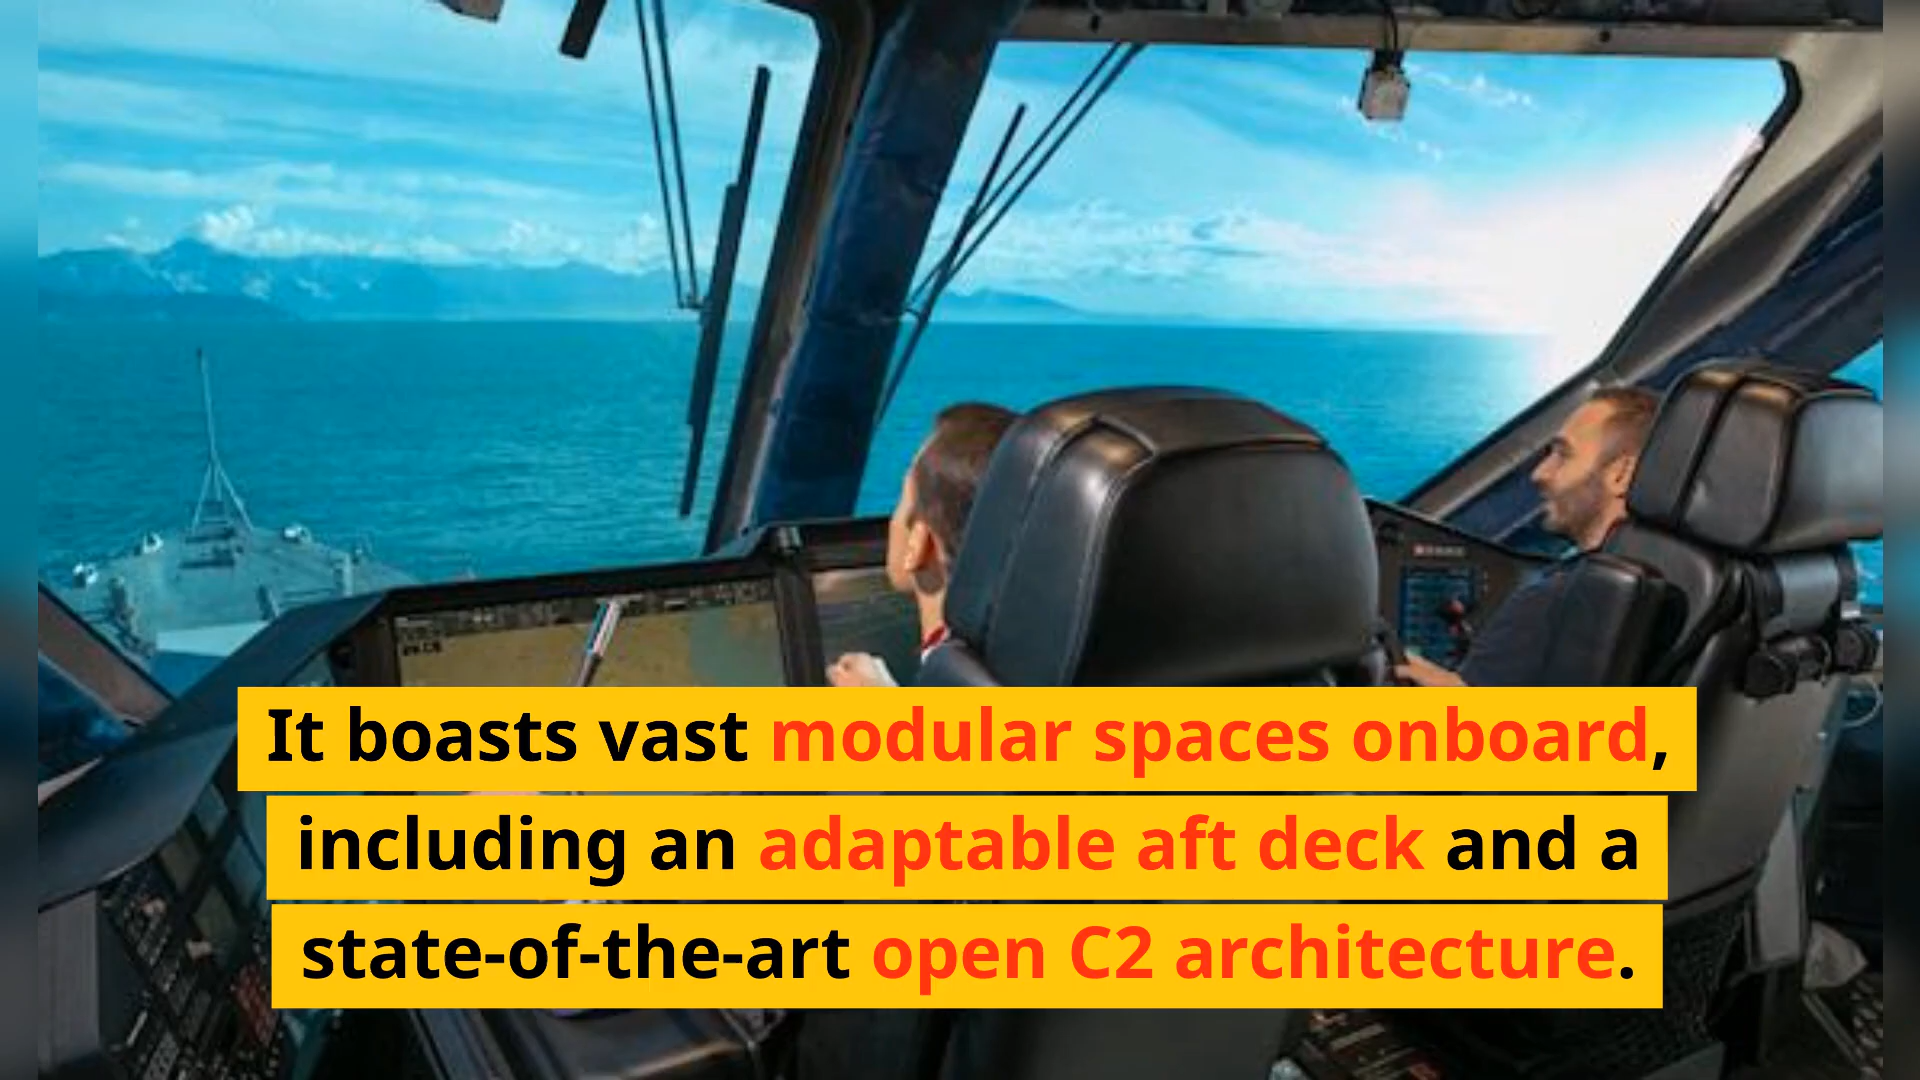 It boasts vast modular spaces onboard,
including an adaptable aft deck and a
state-of-the-art open C2 architecture.